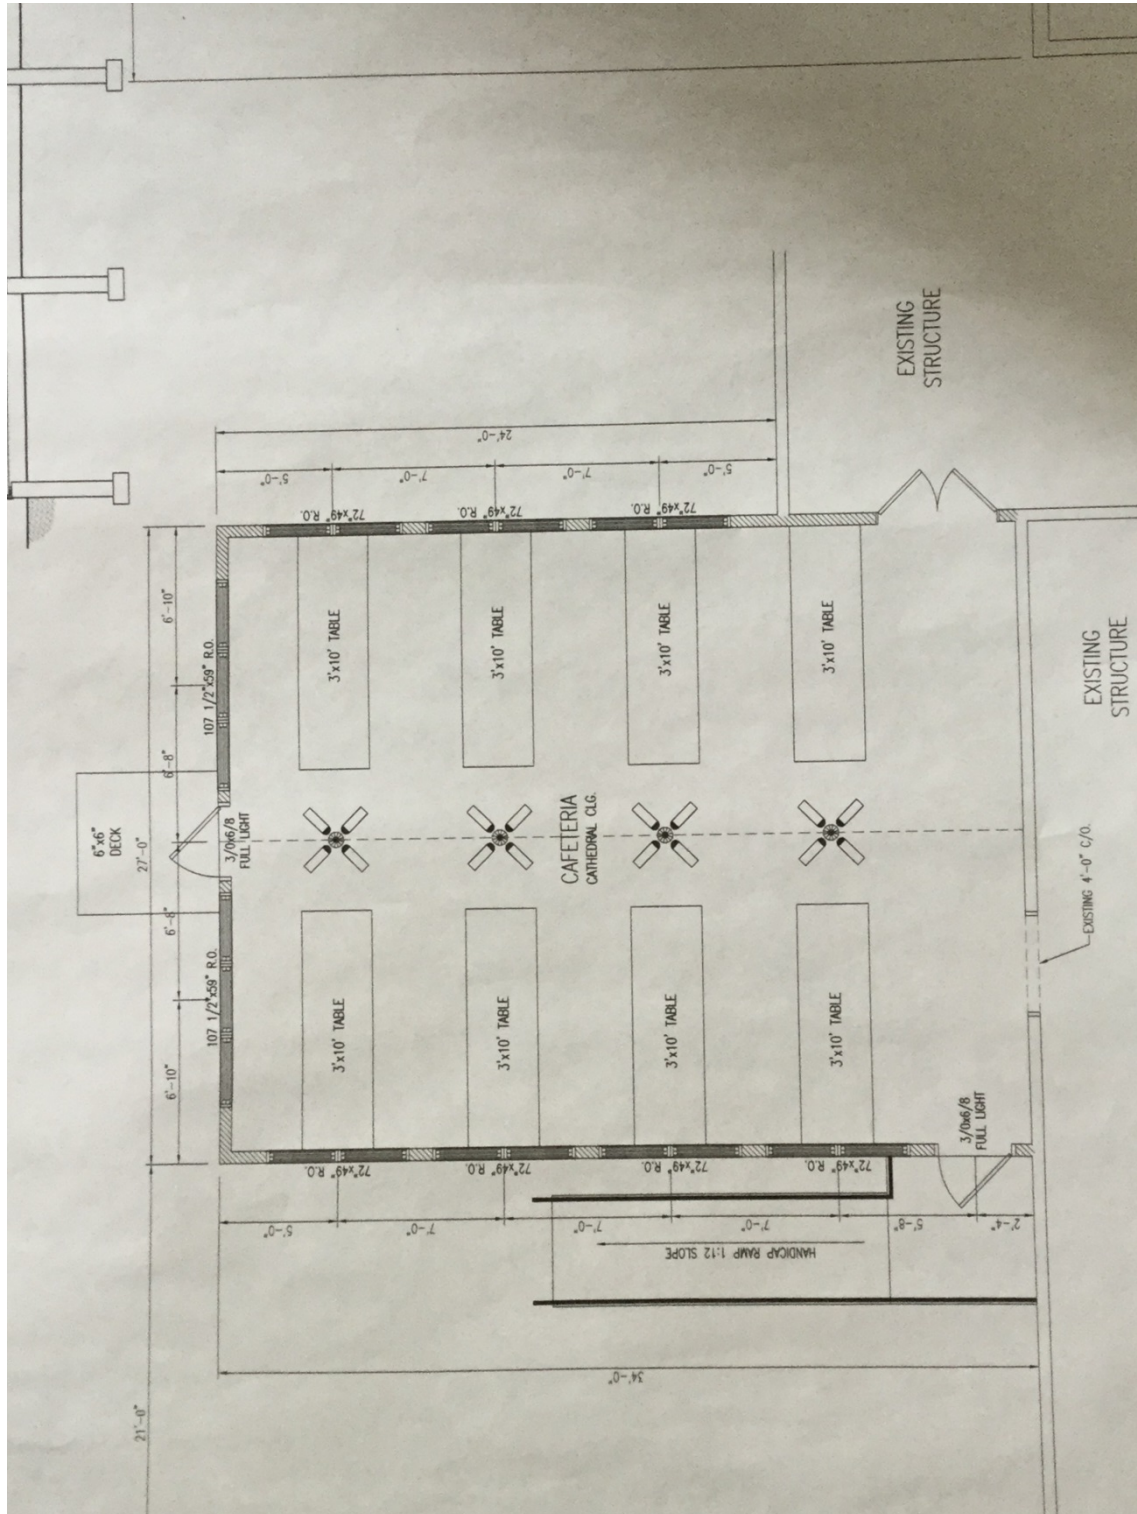 EXISTING
STRUCTURE
24'-0"
5'-0"
7'-0"
7'-0"
5'-0"
72"x49" R.O.
72"x49" R.O.
72"x49" R.O.
6'-10"
107 1/2"x59" R.O.
6'-8"
6"x6"
DECK
27'-0"
3/0x6/8
FULL LIGHT
6'-8"
107 1/2"x59" R.O.
6'-10"
3'x10' TABLE
3'x10' TABLE
3'x10' TABLE
3'x10' TABLE
CAFETERIA
CATHEDRAL CLG.
EXISTING
STRUCTURE
EXISTING 4'-0" C/O.
3'x10' TABLE
3'x10' TABLE
3'x10' TABLE
3'x10' TABLE
3/0x6/8
FULL LIGHT
72"x49" R.O.
72"x49" R.O.
72"x49" R.O.
72"x49" R.O.
5'-0"
7'-0"
7'-0"
7'-0"
5'-8"
2'-4"
HANDICAP RAMP 1:12 SLOPE
34'-0"
21'-0"